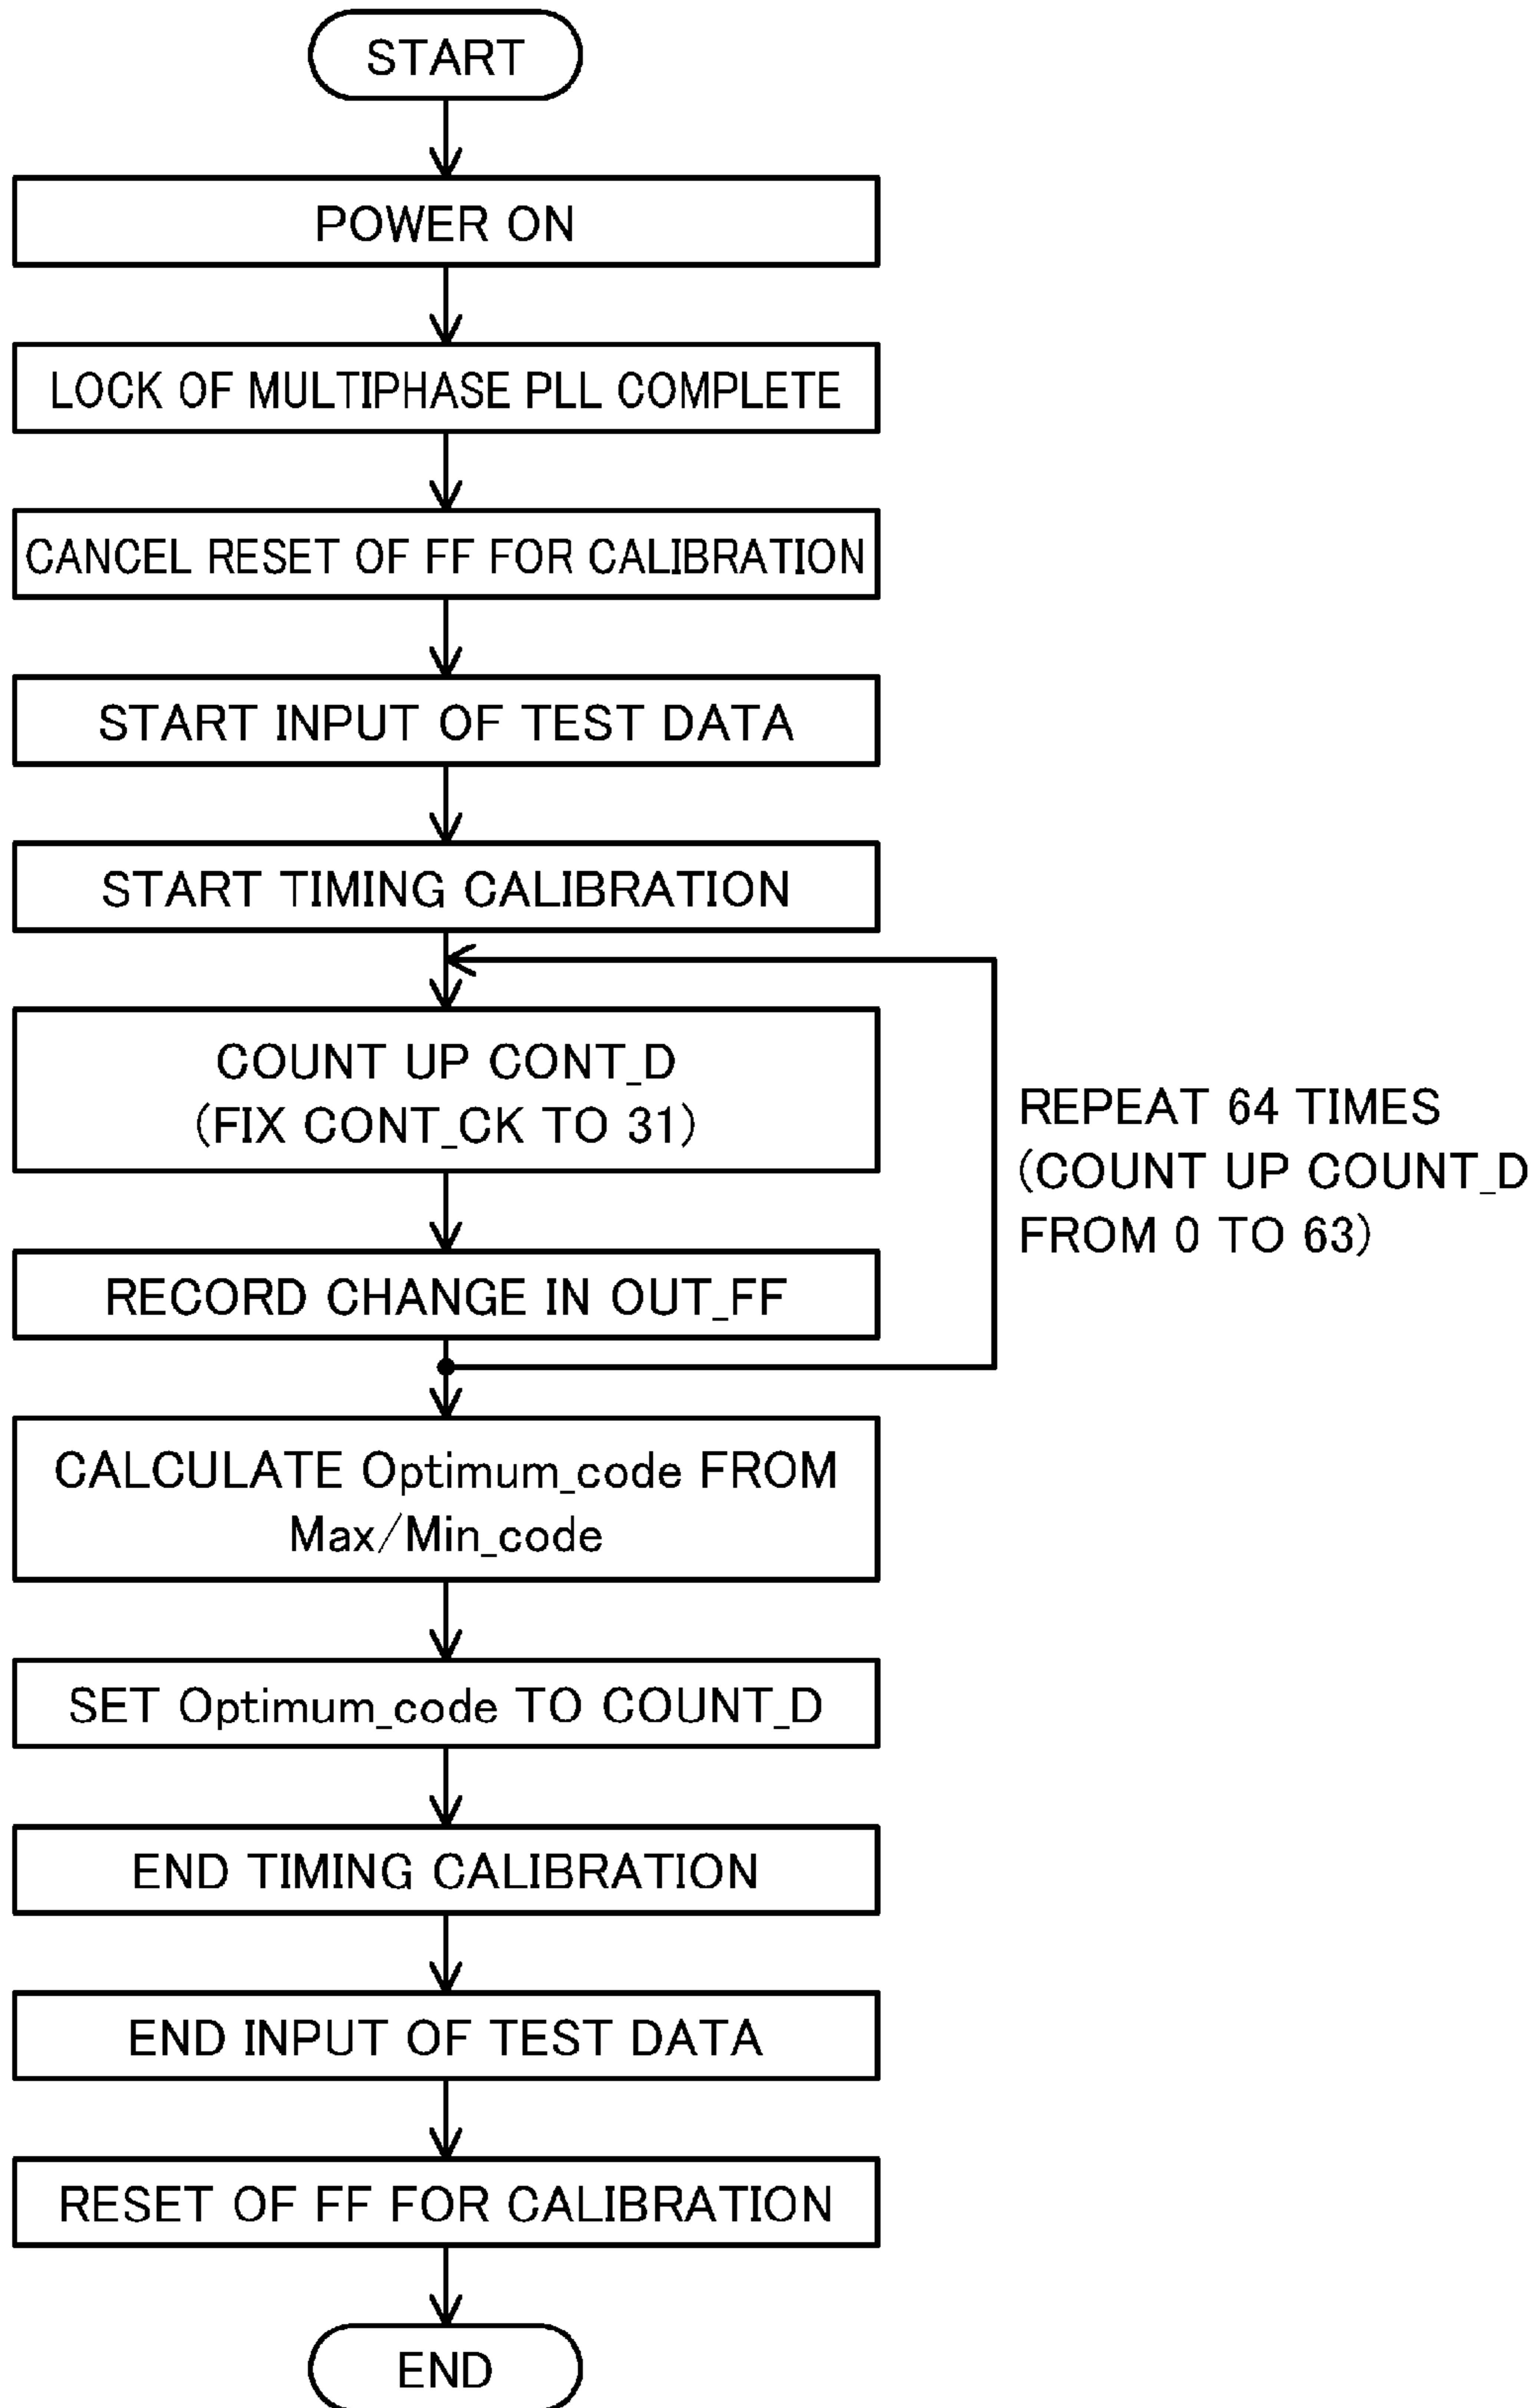 START
POWER ON
LOCK OF MULTIPHASE PLL COMPLETE
CANCEL RESET OF FF FOR CALIBRATION
START INPUT OF TEST DATA
START TIMING CALIBRATION
COUNT UP CONT_D
(FIX CONT_CK TO 31)
REPEAT 64 TIMES
(COUNT UP COUNT_D
FROM 0 TO 63)
RECORD CHANGE IN OUT_FF
CALCULATE Optimum_code FROM
Max/Min_code
SET Optimum_code TO COUNT_D
END TIMING CALIBRATION
END INPUT OF TEST DATA
RESET OF FF FOR CALIBRATION
END